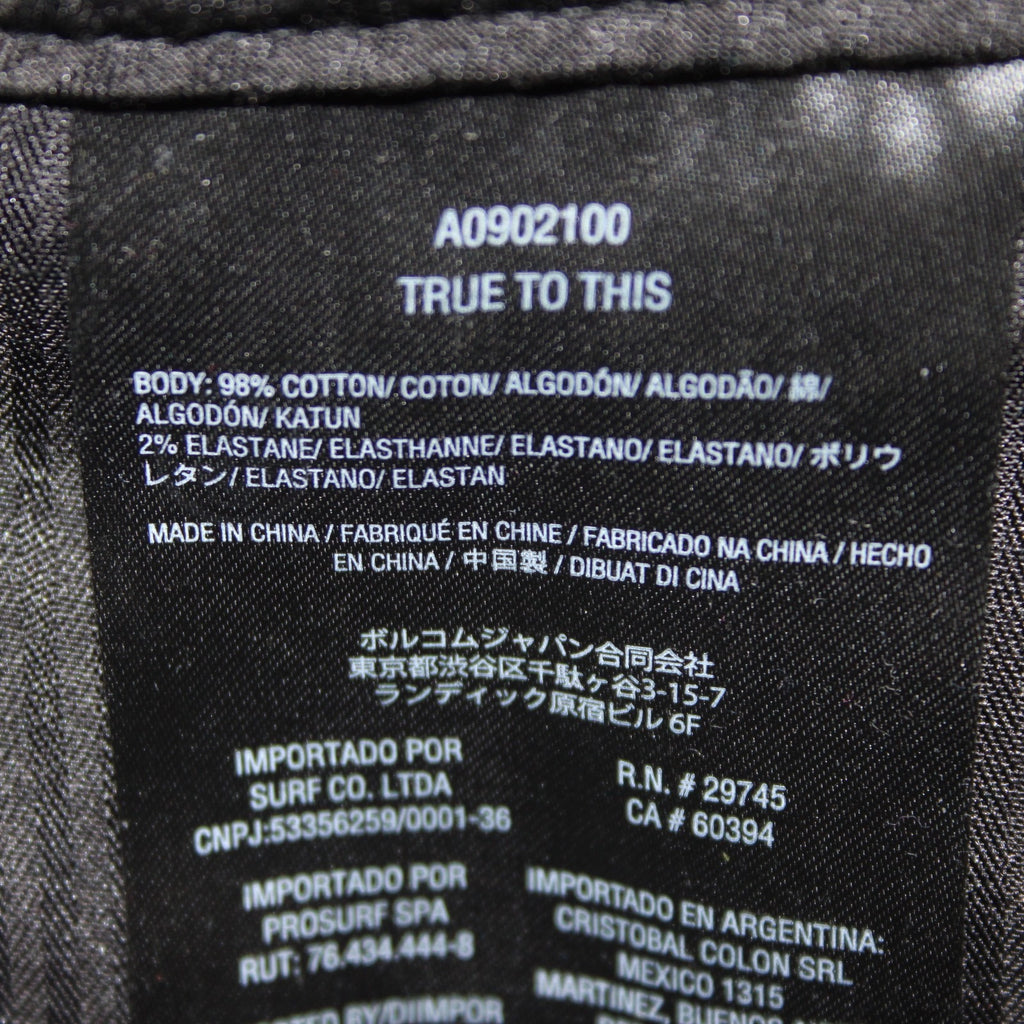 A0902100
TRUE TO THIS
BODY: 98% COTTON/ COTON/ ALGODÓN/ ALGODÃO/ 綿/
ALGODÓN/ KATUN
2% ELASTANE/ ELASTHANNE/ ELASTANO/ ELASTANO/ ポリウ
レタン/ ELASTANO/ ELASTAN
MADE IN CHINA / FABRIQUÉ EN CHINE / FABRICADO NA CHINA / HECHO
EN CHINA / 中国製 / DIBUAT DI CINA
ボルコムジャパン合同会社
東京都渋谷区千駄ヶ谷3-15-7
ランディック原宿ビル 6F
IMPORTADO POR
SURF CO. LTDA
CNPJ:53356259/0001-36
R.N. # 29745
CA # 60394
IMPORTADO POR
PROSURF SPA
RUT: 76.434.444-8
IMPORTADO EN ARGENTINA:
CRISTOBAL COLON SRL
MEXICO 1315
MARTINEZ,
BY/DIIMPOR